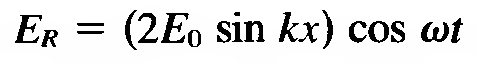 E_R = (2E_0 sin kx) cos ωt